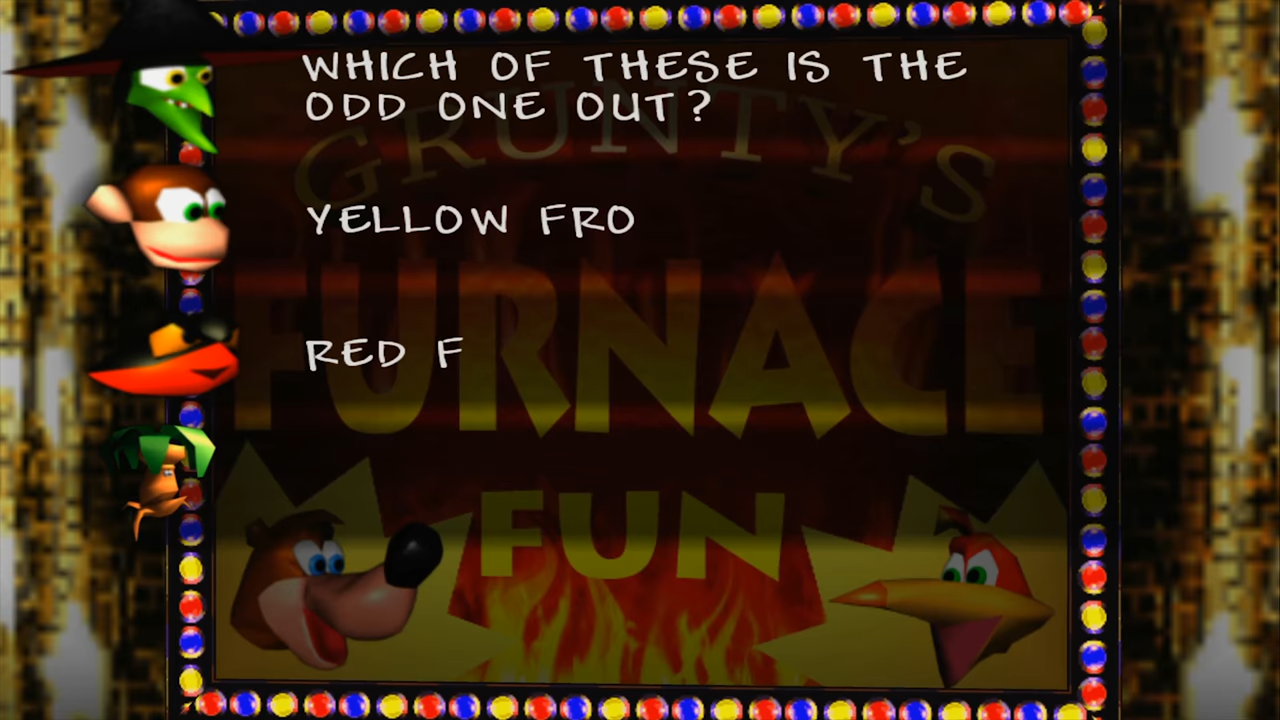 WHICH OF THESE IS THE
ODD ONE OUT?
GRUNTY'S
YELLOW FRO
FURNACE
RED F
FUN